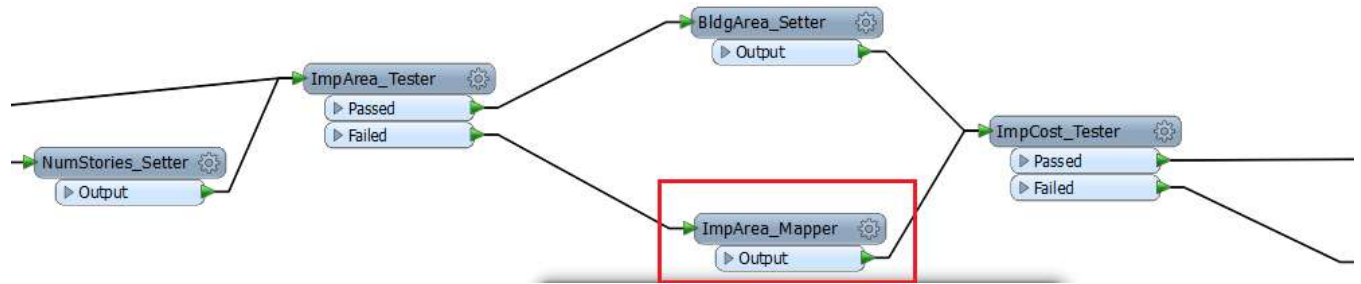 BldgArea_Setter
Output
ImpArea_Tester
Passed
Failed
ImpCost_Tester
Passed
Failed
NumStories_Setter
Output
ImpArea_Mapper
Output